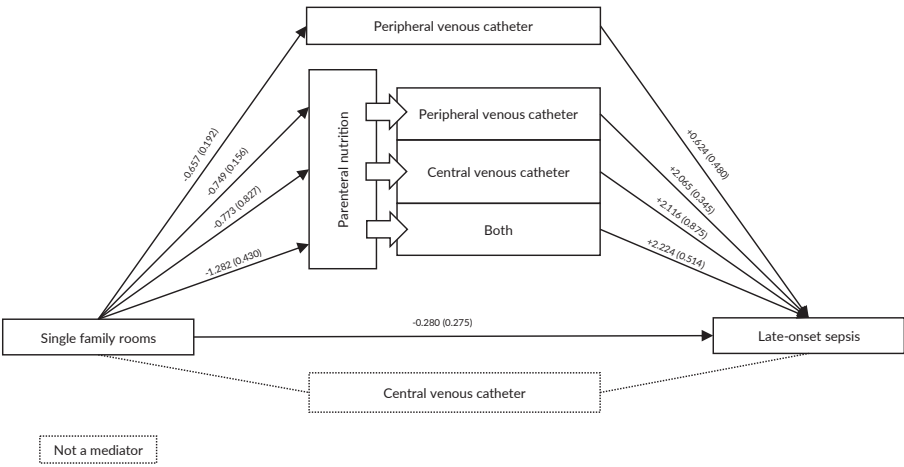 Peripheral venous catheter
-0.657 (0.192)
+0.624 (0.480)
Parenteral nutrition
Peripheral venous catheter
-0.749 (0.156)
+2.065 (0.345)
Central venous catheter
-0.773 (0.827)
+2.116 (0.875)
Both
-1.282 (0.430)
+2.224 (0.514)
Single family rooms
-0.280 (0.275)
Late-onset sepsis
Central venous catheter
Not a mediator